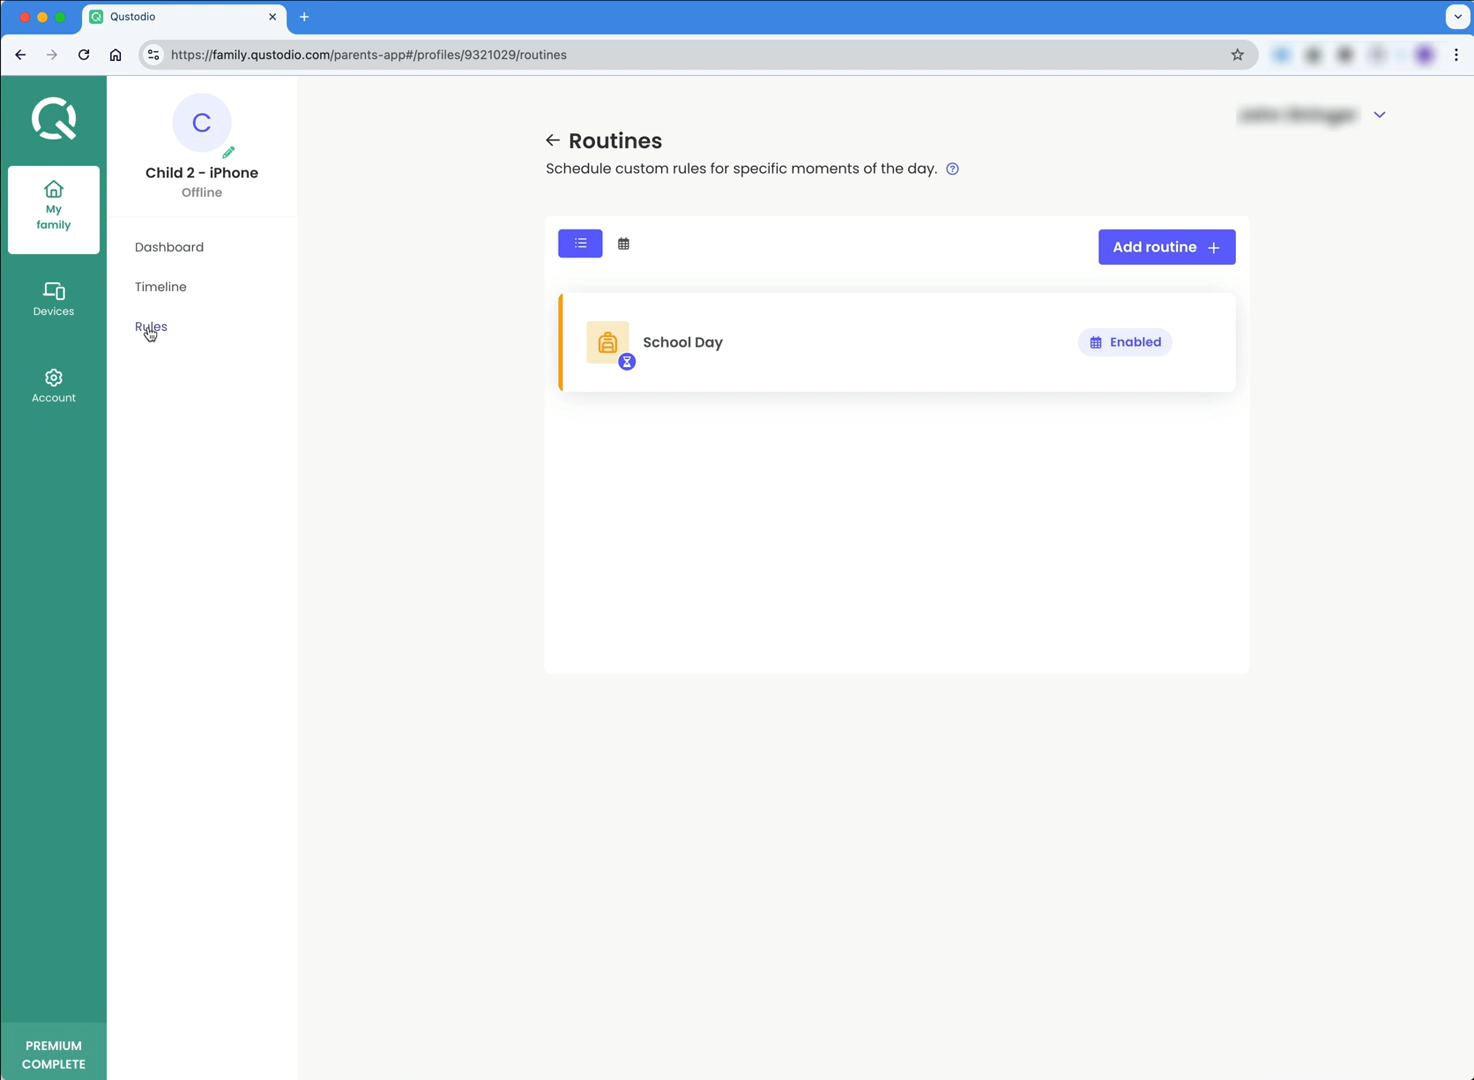 Qustodio
https://family.qustodio.com/parents-app#/profiles/9321029/routines
My
family
Devices
Account
PREMIUM
COMPLETE
C
Child 2 - iPhone
Offline
Dashboard
Timeline
Rules
Routines
Schedule custom rules for specific moments of the day.
Add routine +
School Day
Enabled